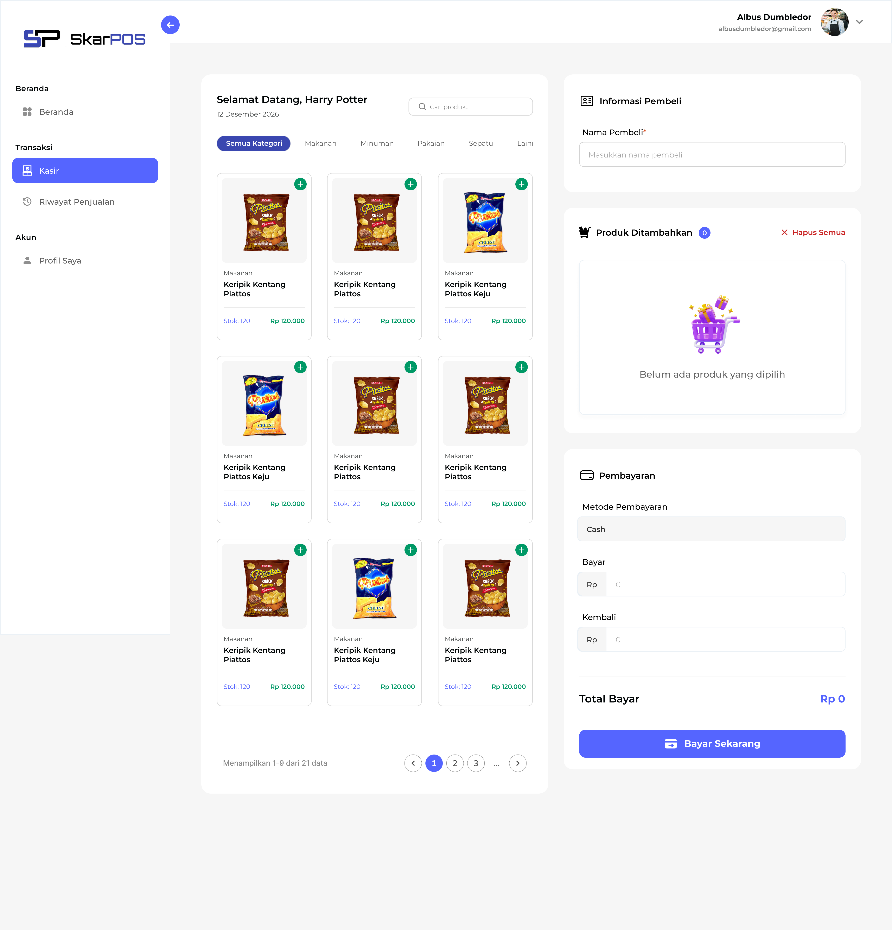 SP SkarPOS
Albus Dumbledor
albusdumbledor@gmail.com
Beranda
Beranda
Transaksi
Kasir
Riwayat Penjualan
Akun
Profil Saya
Selamat Datang, Harry Potter
12 Desember 2026
Cari produk
Semua Kategori Makanan Minuman Pakaian Sepatu Lainn
Makanan
Keripik Kentang
Piattos
Stok: 120 Rp 120.000
Makanan
Keripik Kentang
Piattos
Stok: 120 Rp 120.000
Makanan
Keripik Kentang
Piattos Keju
Stok: 120 Rp 120.000
Makanan
Keripik Kentang
Piattos Keju
Stok: 120 Rp 120.000
Makanan
Keripik Kentang
Piattos
Stok: 120 Rp 120.000
Makanan
Keripik Kentang
Piattos
Stok: 120 Rp 120.000
Makanan
Keripik Kentang
Piattos
Stok: 120 Rp 120.000
Makanan
Keripik Kentang
Piattos Keju
Stok: 120 Rp 120.000
Makanan
Keripik Kentang
Piattos
Stok: 120 Rp 120.000
Menampilkan 1-9 dari 21 data
1 2 3 ...
Informasi Pembeli
Nama Pembeli*
Masukkan nama pembeli
Produk Ditambahkan 0
Hapus Semua
Belum ada produk yang dipilih
Pembayaran
Metode Pembayaran
Cash
Bayar
Rp 0
Kembali
Rp 0
Total Bayar Rp 0
Bayar Sekarang